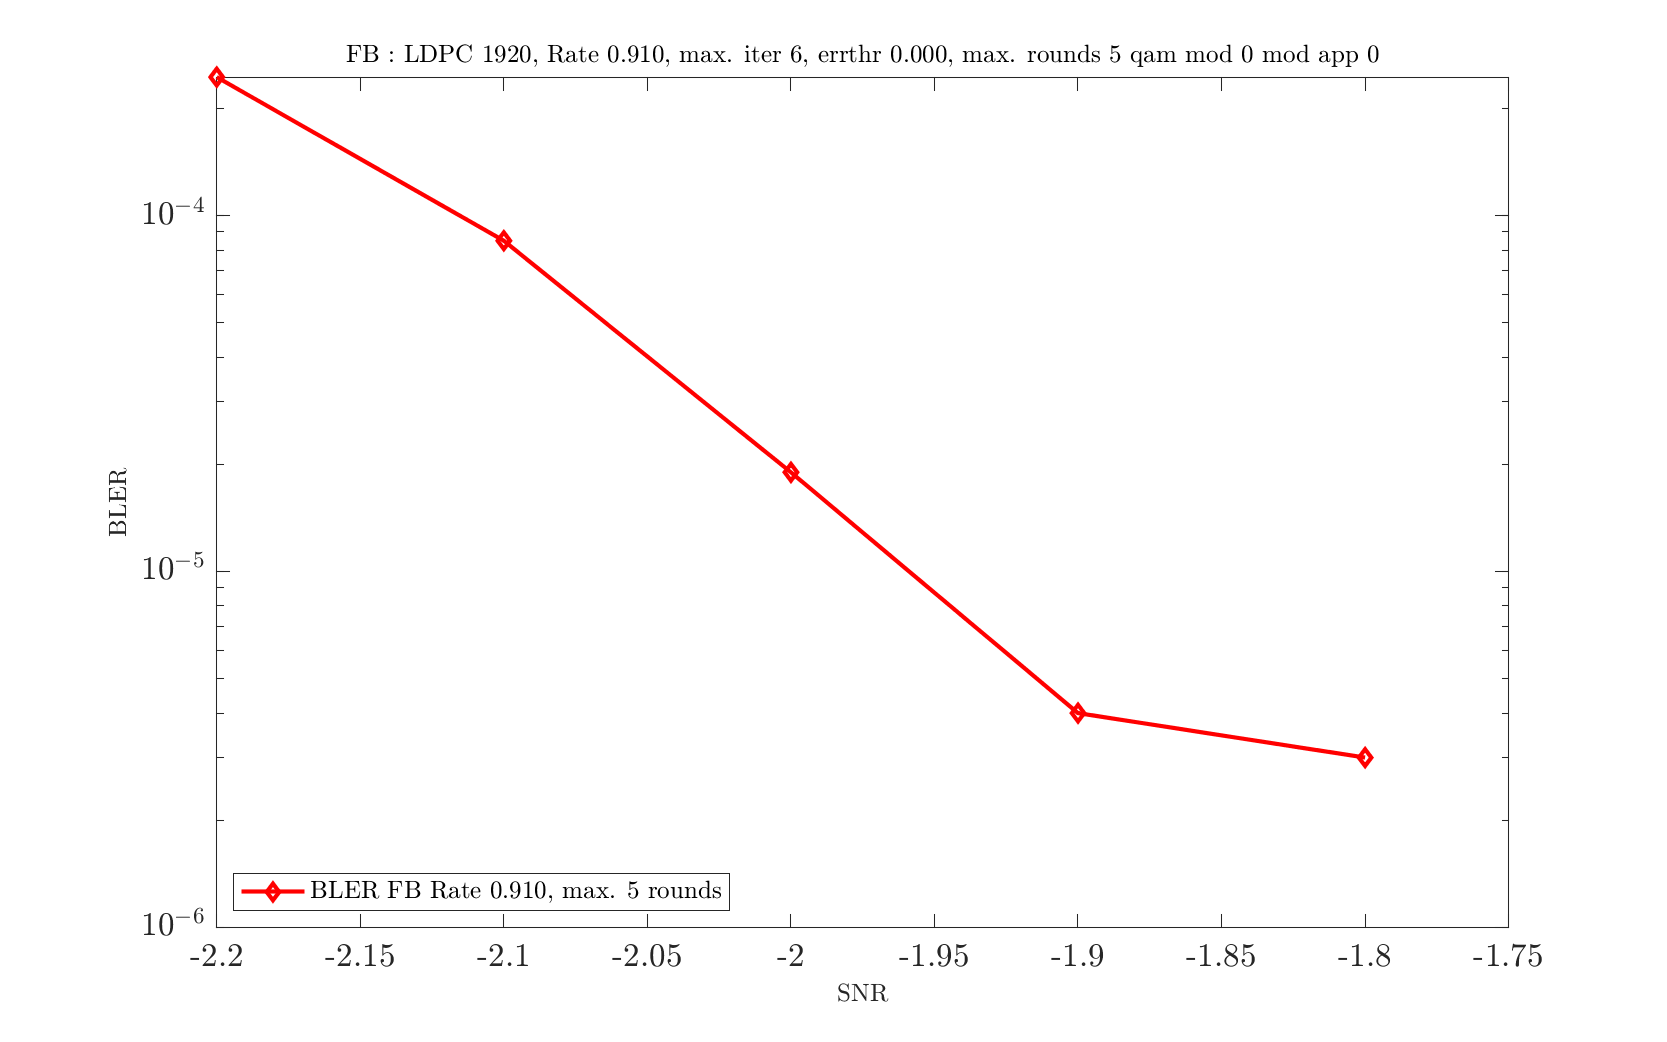 FB : LDPC 1920, Rate 0.910, max. iter 6, errthr 0.000, max. rounds 5 qam mod 0 mod app 0
10⁻⁴
10⁻⁵
10⁻⁶
BLER
BLER FB Rate 0.910, max. 5 rounds
-2.2 -2.15 -2.1 -2.05 -2 -1.95 -1.9 -1.85 -1.8 -1.75
SNR